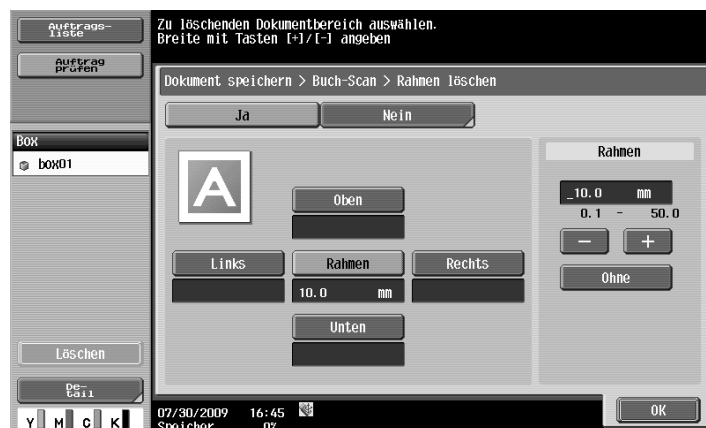 Auftrags-
liste
Auftrag
prüfen
Zu löschenden Dokumentbereich auswählen.
Breite mit Tasten [+]/[-] angeben
Dokument speichern > Buch-Scan > Rahmen löschen
Ja
Nein
Box
box01
A
Oben
Links
Rahmen
Rechts
10.0 mm
Unten
Rahmen
_10.0 mm
0.1 - 50.0
− +
Ohne
Löschen
De-
tail
Y M C K
07/30/2009 16:45
Speicher 0%
OK